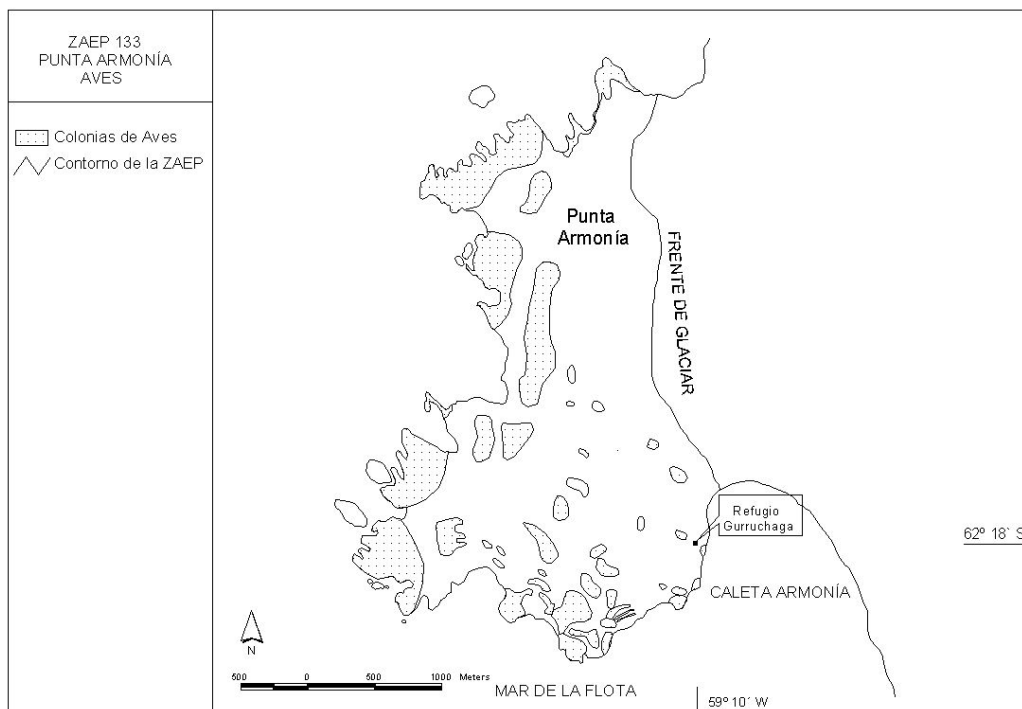 ZAEP 133
PUNTA ARMONÍA
AVES
Colonias de Aves
Contorno de la ZAEP
Punta
Armonía
FRENTE DE GLACIAR
Refugio
Gurruchaga
62º 18` S
CALETA ARMONÍA
N
500 0 500 1000 Meters
MAR DE LA FLOTA
59º 10´ W